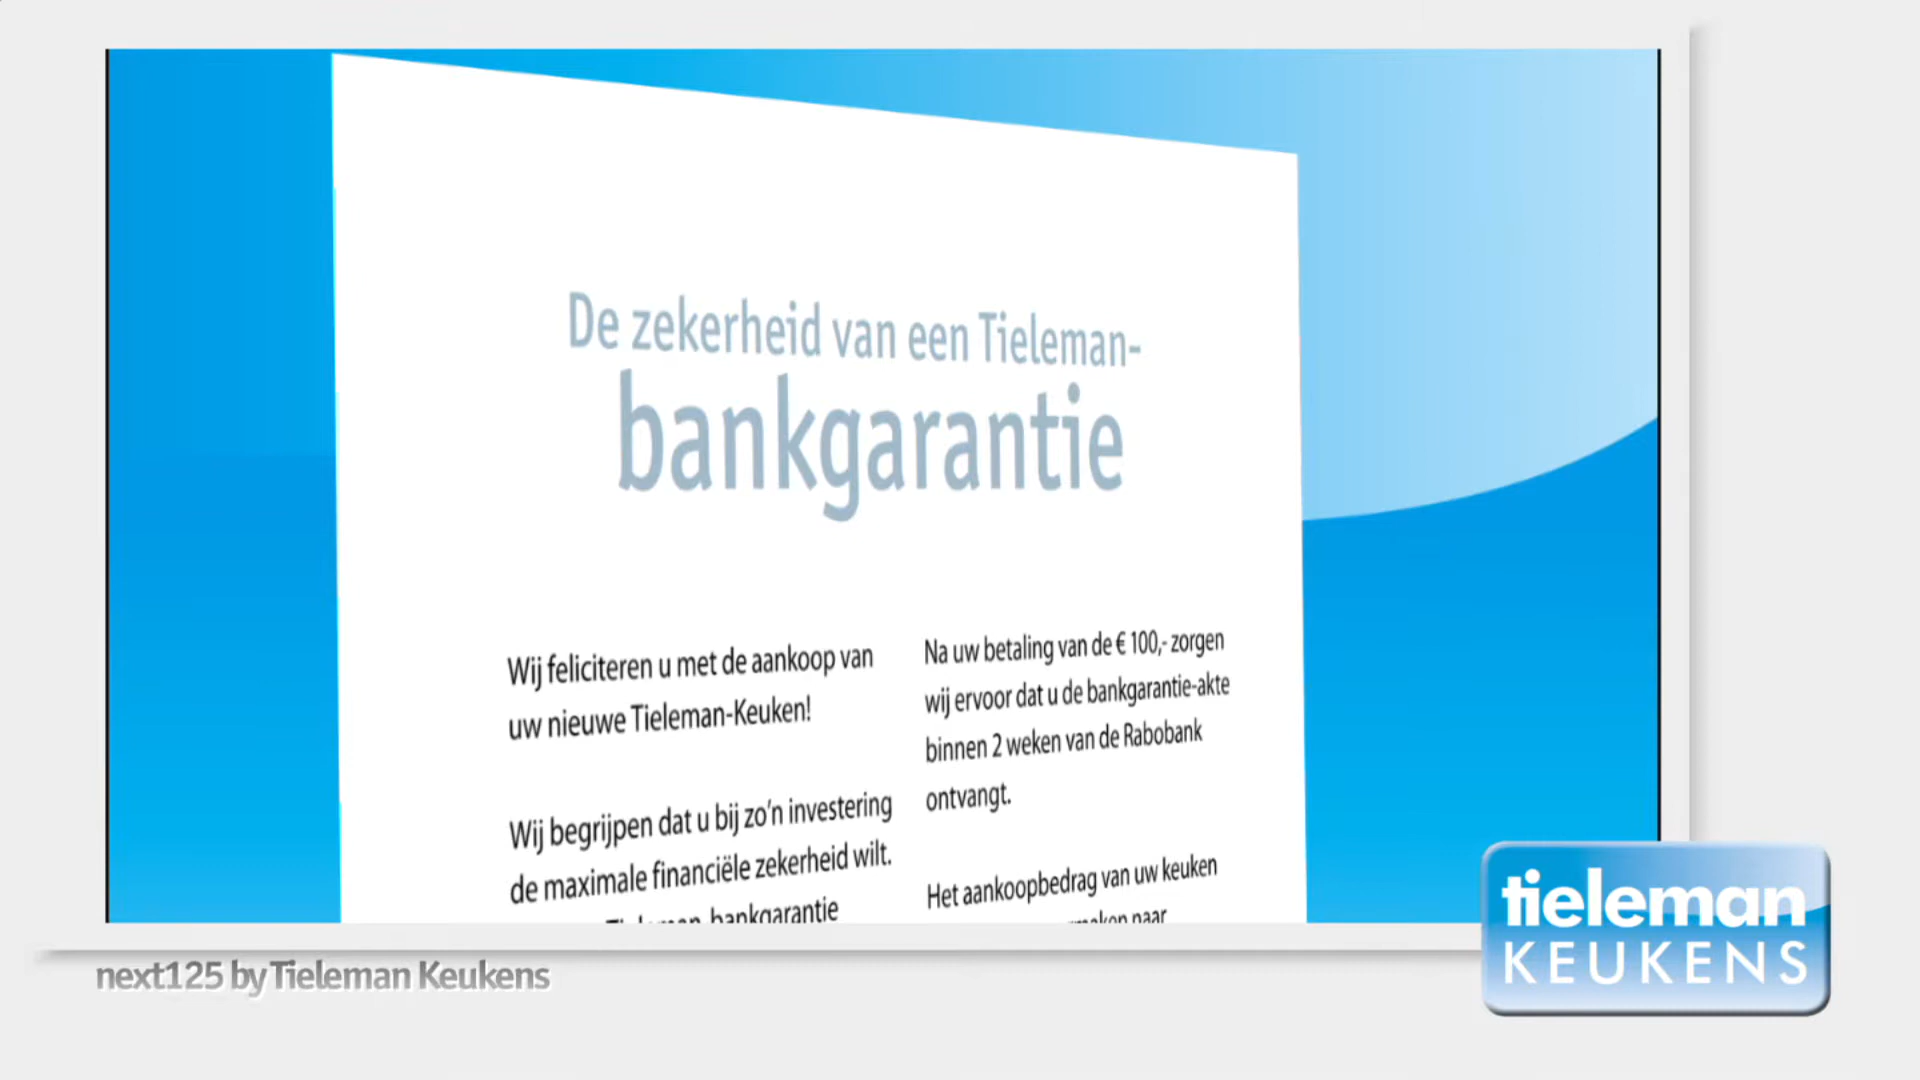 De zekerheid van een Tieleman-
bankgarantie
Wij feliciteren u met de aankoop van
uw nieuwe Tieleman-Keuken!
Wij begrijpen dat u bij zo'n investering
de maximale financiële zekerheid wilt.
bankgarantie
Na uw betaling van de € 100,- zorgen
wij ervoor dat u de bankgarantie-akte
binnen 2 weken van de Rabobank
ontvangt.
Het aankoopbedrag van uw keuken
naar
next125 by Tieleman Keukens
tieleman
KEUKENS